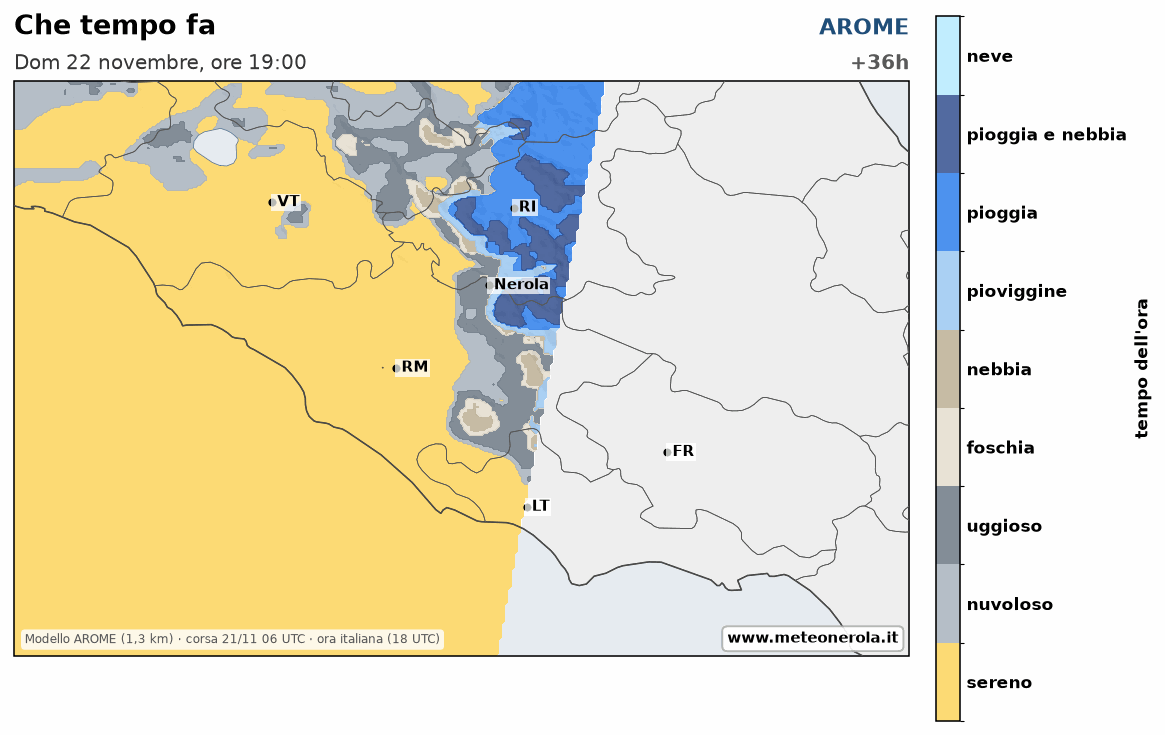 Che tempo fa
AROME
Dom 22 novembre, ore 19:00
+36h
VT
RI
Nerola
RM
FR
LT
Modello AROME (1,3 km) · corsa 21/11 06 UTC · ora italiana (18 UTC)
www.meteonerola.it
neve
pioggia e nebbia
pioggia
pioviggine
nebbia
foschia
uggioso
nuvoloso
sereno
tempo dell'ora